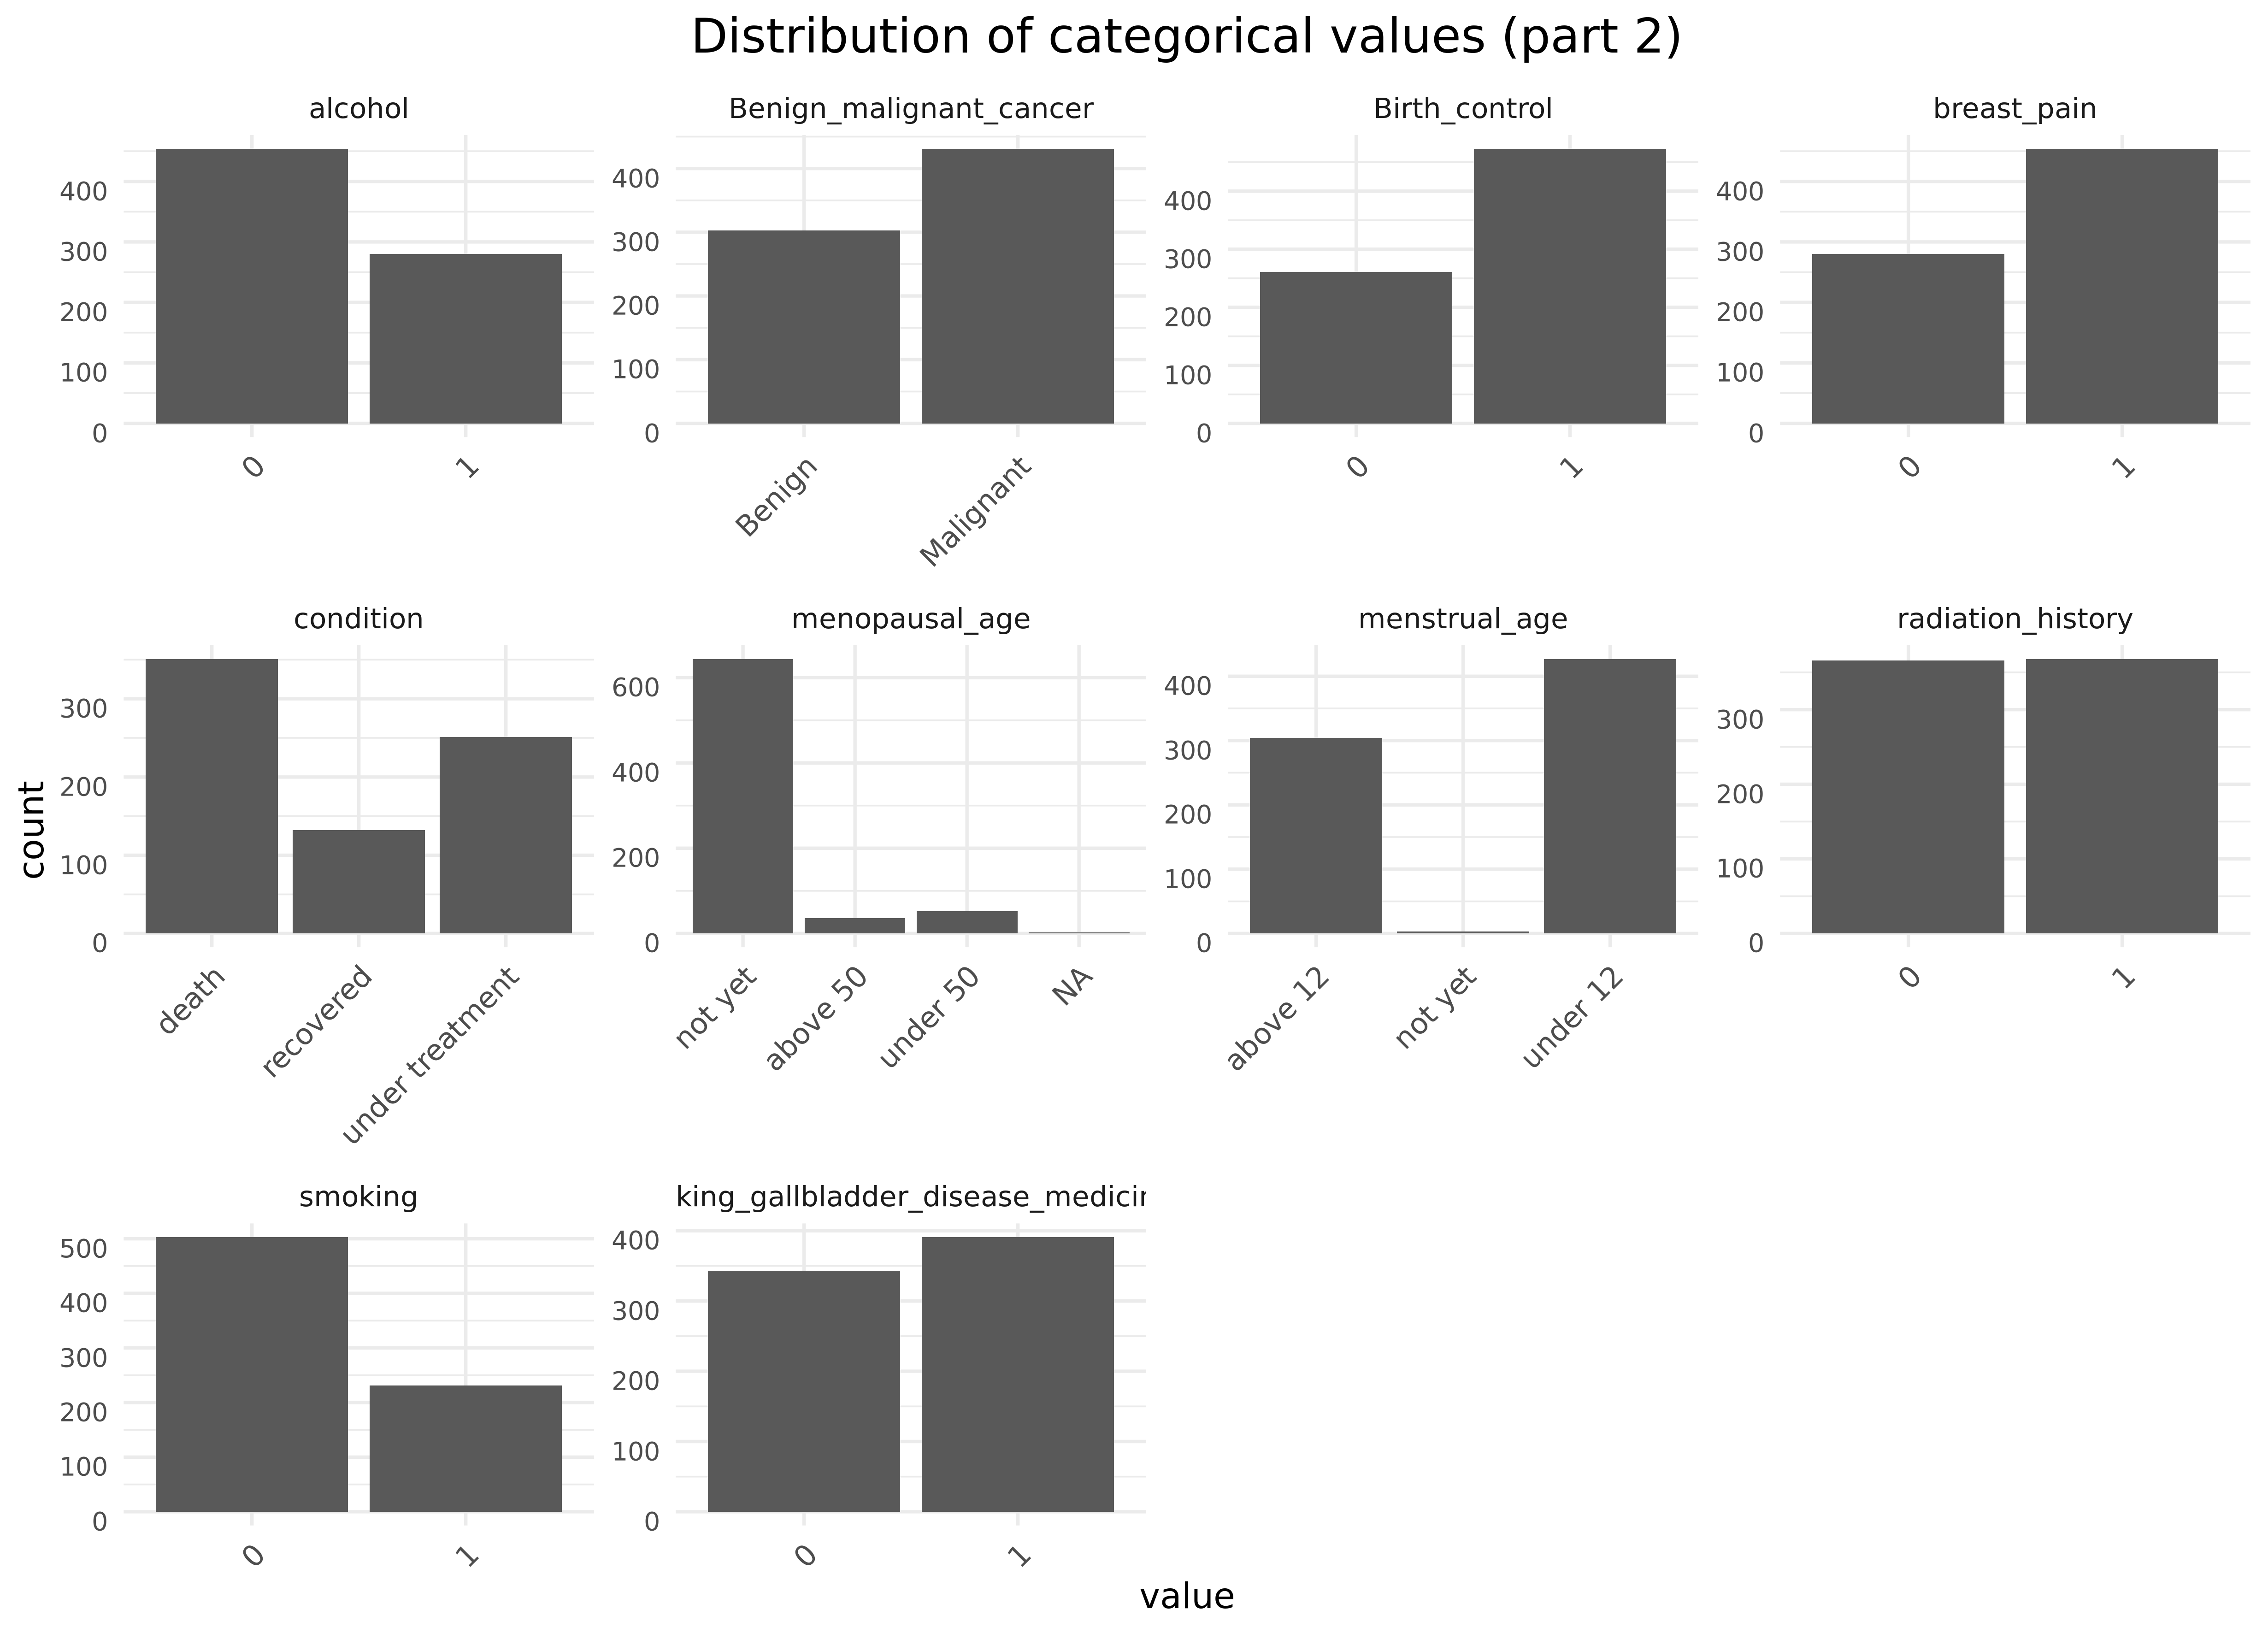 Distribution of categorical values (part 2)
alcohol
Benign_malignant_cancer
Birth_control
breast_pain
400
300
200
100
0
0
1
400
300
200
100
0
Benign
Malignant
400
300
200
100
0
0
1
400
300
200
100
0
0
1
condition
menopausal_age
menstrual_age
radiation_history
300
200
100
0
death
recovered
under treatment
600
400
200
0
not yet
above 50
under 50
NA
400
300
200
100
0
above 12
not yet
under 12
300
200
100
0
0
1
smoking
king_gallbladder_disease_medicin
500
400
300
200
100
0
0
1
400
300
200
100
0
0
1
count
value